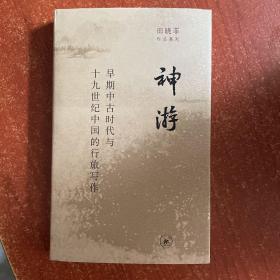 田晓菲
作品系列
神游
早期中古时代与
十九世纪中国的行旅写作